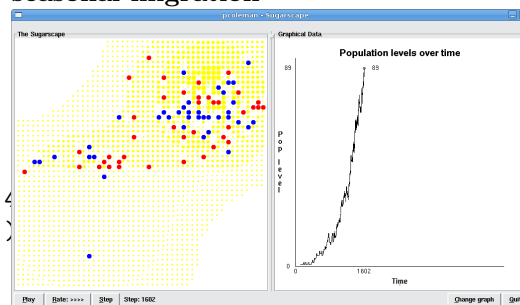 seasonal migration
pcoleman - Sugarscape
The Sugarscape
Graphical Data
Population levels over time
89
89
Pop level
0
0
1602
Time
Play
Rate: >>>>
Step
Step: 1602
Change graph